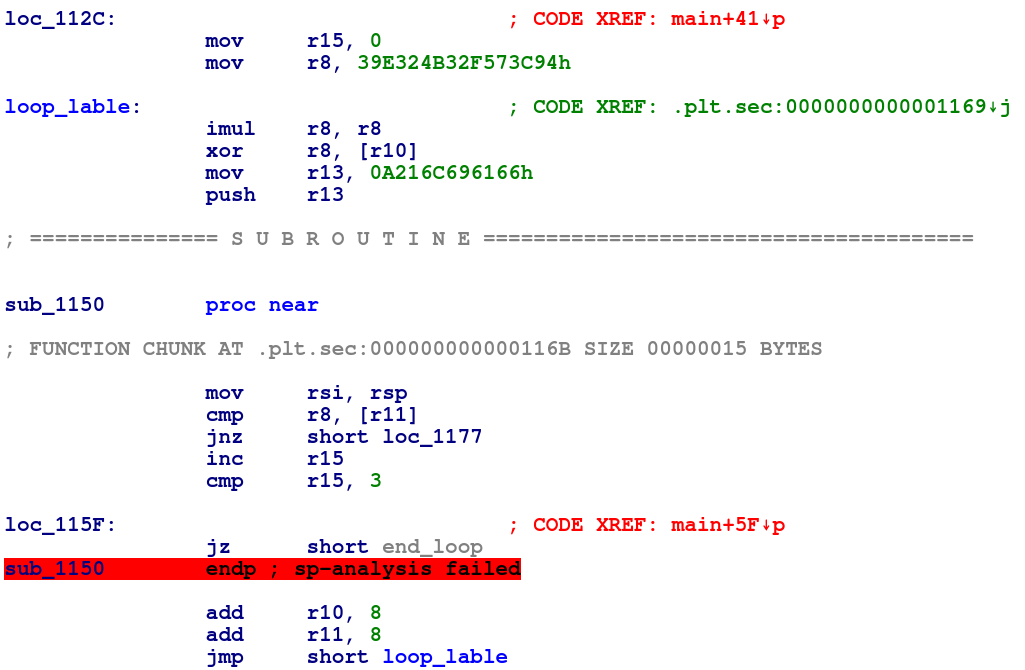 loc_112C: ; CODE XREF: main+41↓p
mov r15, 0
mov r8, 39E324B32F573C94h
loop_lable: ; CODE XREF: .plt.sec:0000000000001169↓j
imul r8, r8
xor r8, [r10]
mov r13, 0A216C696166h
push r13
; =============== S U B R O U T I N E =======================================
sub_1150 proc near
; FUNCTION CHUNK AT .plt.sec:000000000000116B SIZE 00000015 BYTES
mov rsi, rsp
cmp r8, [r11]
jnz short loc_1177
inc r15
cmp r15, 3
loc_115F: ; CODE XREF: main+5F↓p
jz short end_loop
sub_1150 endp ; sp-analysis failed
add r10, 8
add r11, 8
jmp short loop_lable